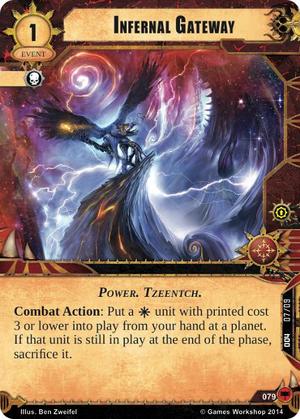 INFERNAL GATEWAY
1
EVENT
004 07/09
POWER. TZEENTCH.
Combat Action: Put a unit with printed cost
3 or lower into play from your hand at a planet.
If that unit is still in play at the end of the phase,
sacrifice it.
079
Illus. Ben Zweifel
© Games Workshop 2014